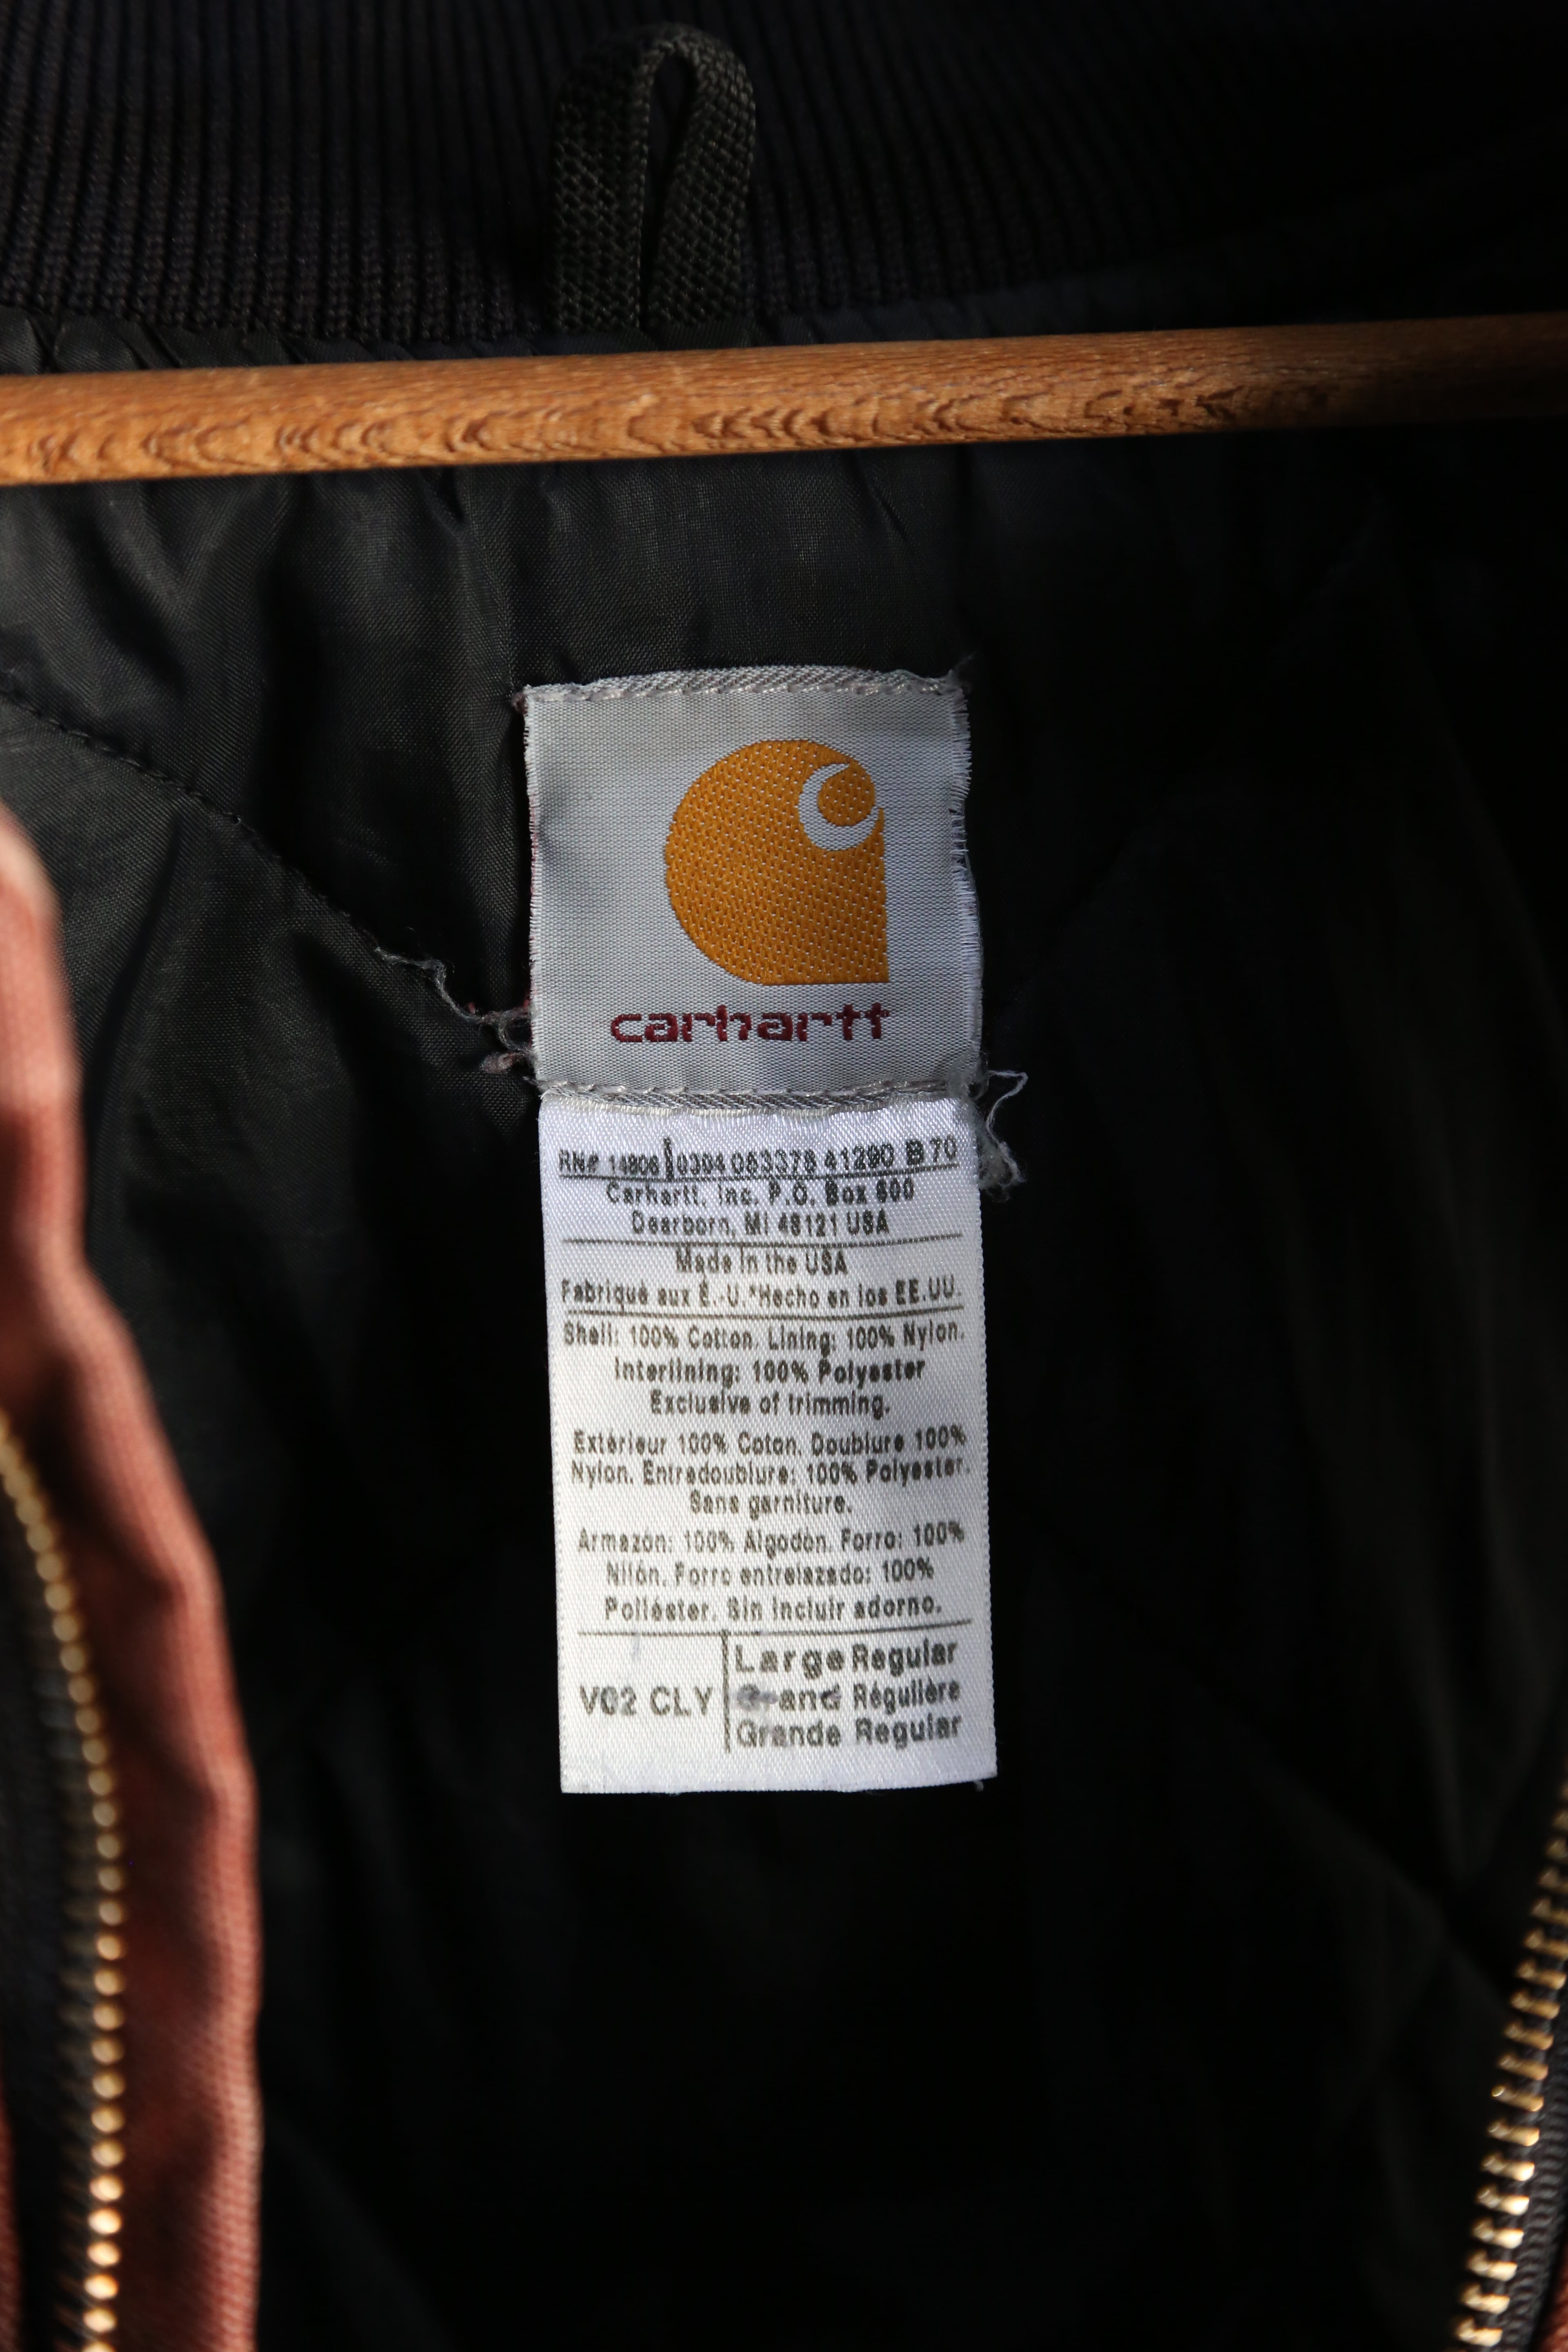 carhartt
RN# 14806 0394 053378 41290 B 70
Carhartt, Inc. P.O. Box 600
Dearborn, MI 48121 USA
Made in the USA
Fabriqué aux É.-U.*Hecho en los EE.UU.
Shell: 100% Cotton. Lining: 100% Nylon.
Interlining: 100% Polyester
Exclusive of trimming.
Extérieur 100% Coton. Doublure 100%
Nylon. Entredoublure: 100% Polyester.
Sans garniture.
Armazón: 100% Algodón. Forro: 100%
Nilón. Forro entrelazado: 100%
Poliéster. Sin incluir adorno.
Large Regular
V02 CLY
Grand Régulière
Grande Regular